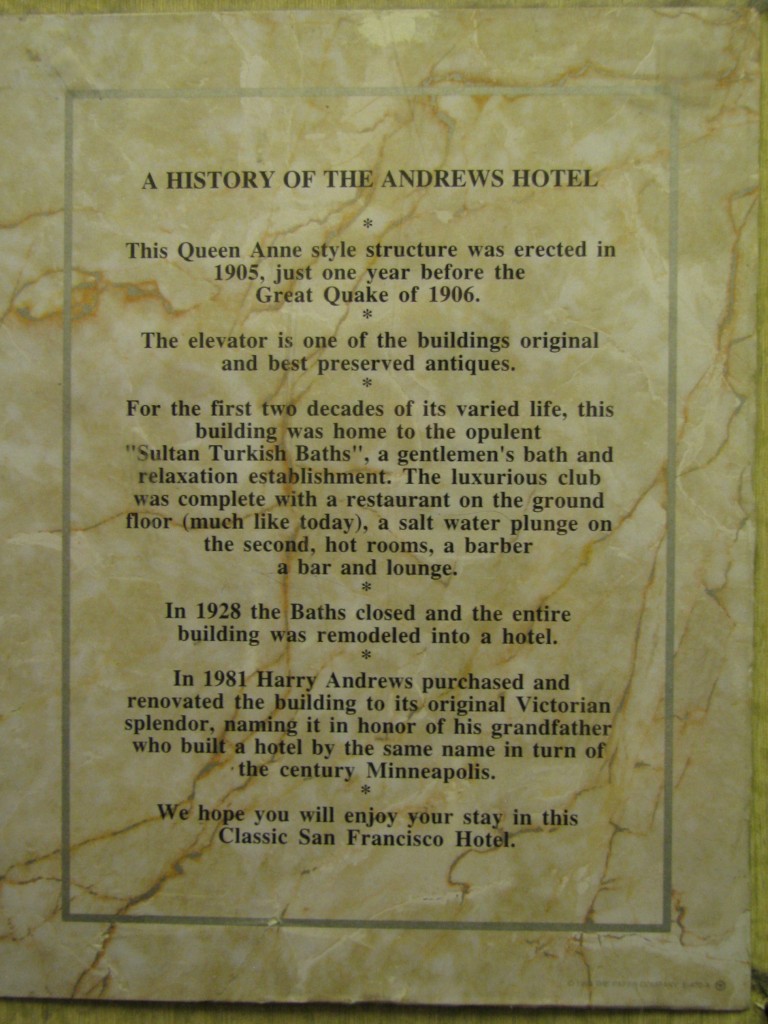 A HISTORY OF THE ANDREWS HOTEL
*
This Queen Anne style structure was erected in
1905, just one year before the
Great Quake of 1906.
*
The elevator is one of the buildings original
and best preserved antiques.
*
For the first two decades of its varied life, this
building was home to the opulent
"Sultan Turkish Baths", a gentlemen's bath and
relaxation establishment. The luxurious club
was complete with a restaurant on the ground
floor (much like today), a salt water plunge on
the second, hot rooms, a barber
a bar and lounge.
*
In 1928 the Baths closed and the entire
building was remodeled into a hotel.
*
In 1981 Harry Andrews purchased and
renovated the building to its original Victorian
splendor, naming it in honor of his grandfather
who built a hotel by the same name in turn of
the century Minneapolis.
*
We hope you will enjoy your stay in this
Classic San Francisco Hotel.